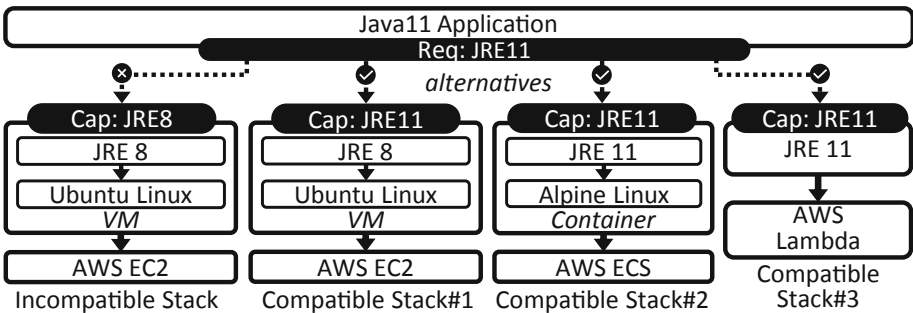 Java11 Application
Req: JRE11
alternatives
Cap: JRE8
JRE 8
Ubuntu Linux
VM
AWS EC2
Incompatible Stack
Cap: JRE11
JRE 8
Ubuntu Linux
VM
AWS EC2
Compatible Stack#1
Cap: JRE11
JRE 11
Alpine Linux
Container
AWS ECS
Compatible Stack#2
Cap: JRE11
JRE 11
AWS
Lambda
Compatible
Stack#3